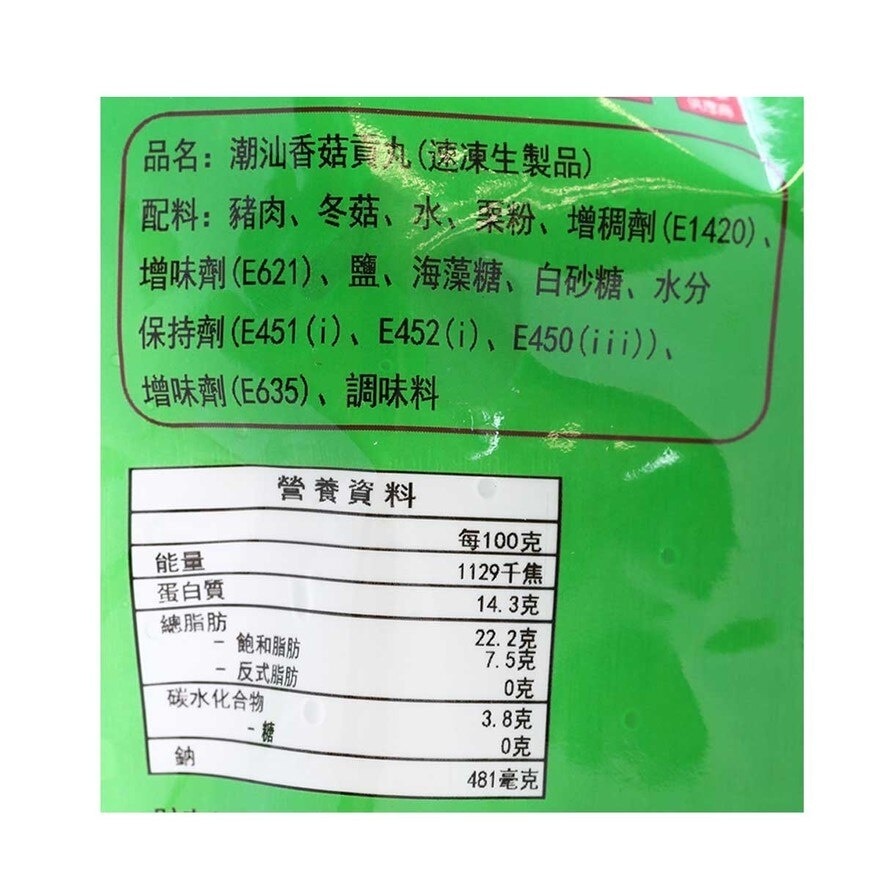 品名：潮汕香菇貢丸(速凍生製品)
配料：豬肉、冬菇、水、粟粉、增稠劑(E1420)、
增味劑(E621)、鹽、海藻糖、白砂糖、水分
保持劑(E451(i)、E452(i)、E450(iii))、
增味劑(E635)、調味料
營養資料
每100克
能量 1129千焦
蛋白質 14.3克
總脂肪 22.2克
- 飽和脂肪 7.5克
- 反式脂肪 0克
碳水化合物 3.8克
- 糖 0克
鈉 481毫克